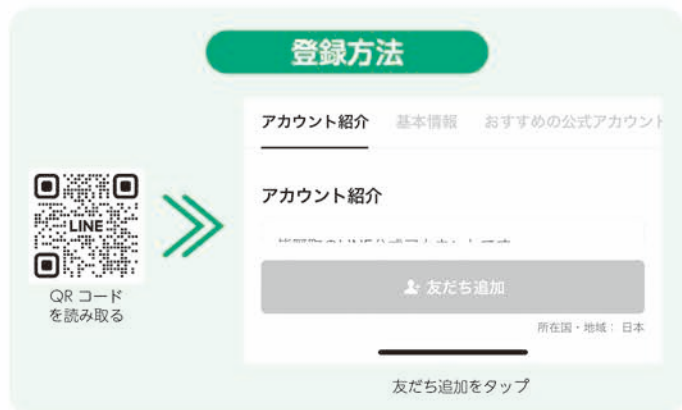 登録方法
アカウント紹介 基本情報 おすすめの公式アカウント
アカウント紹介
LINE
友だち追加
QR コード
を読み取る
所在国・地域： 日本
友だち追加をタップ